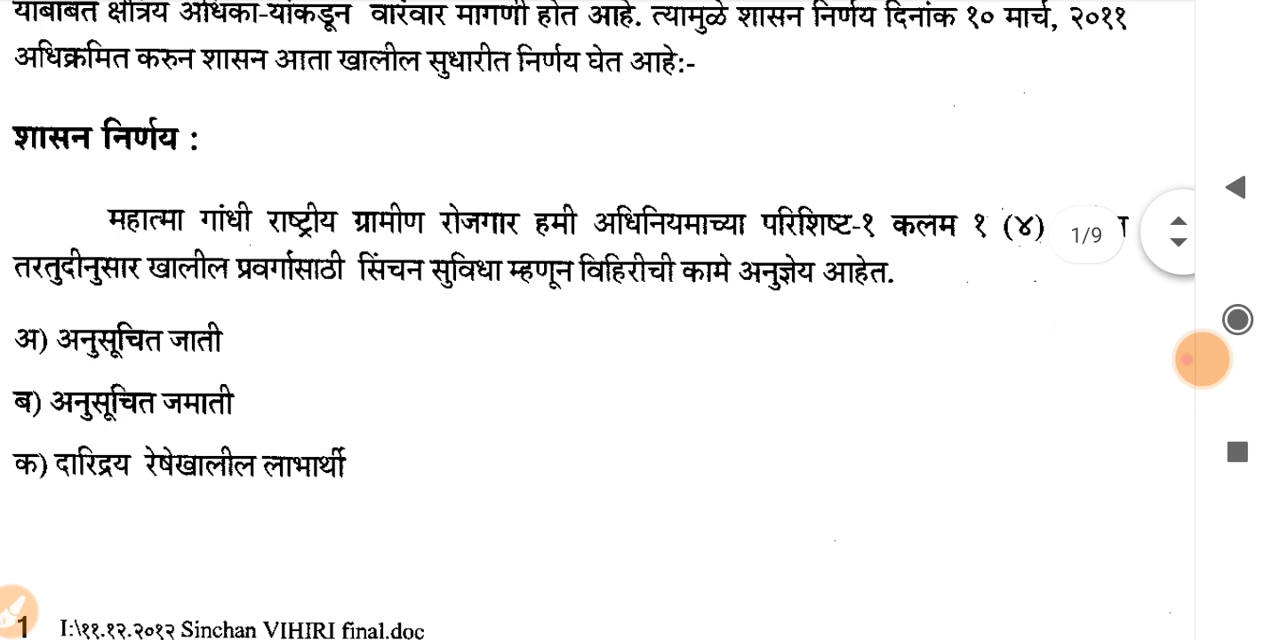 याबाबत क्षेत्रिय अधिका-यांकडून वारंवार मागणी होत आहे. त्यामुळे शासन निर्णय दिनांक १० मार्च, २०११
अधिक्रमित करुन शासन आता खालील सुधारीत निर्णय घेत आहे:-
शासन निर्णय :
महात्मा गांधी राष्ट्रीय ग्रामीण रोजगार हमी अधिनियमाच्या परिशिष्ट-१ कलम १ (४)
1/9
तरतुदीनुसार खालील प्रवर्गासाठी सिंचन सुविधा म्हणून विहिरीची कामे अनुज्ञेय आहेत.
अ) अनुसूचित जाती
ब) अनुसूचित जमाती
क) दारिद्रय रेषेखालील लाभार्थी
1 I:\११.१२.२०१२ Sinchan VIHIRI final.doc